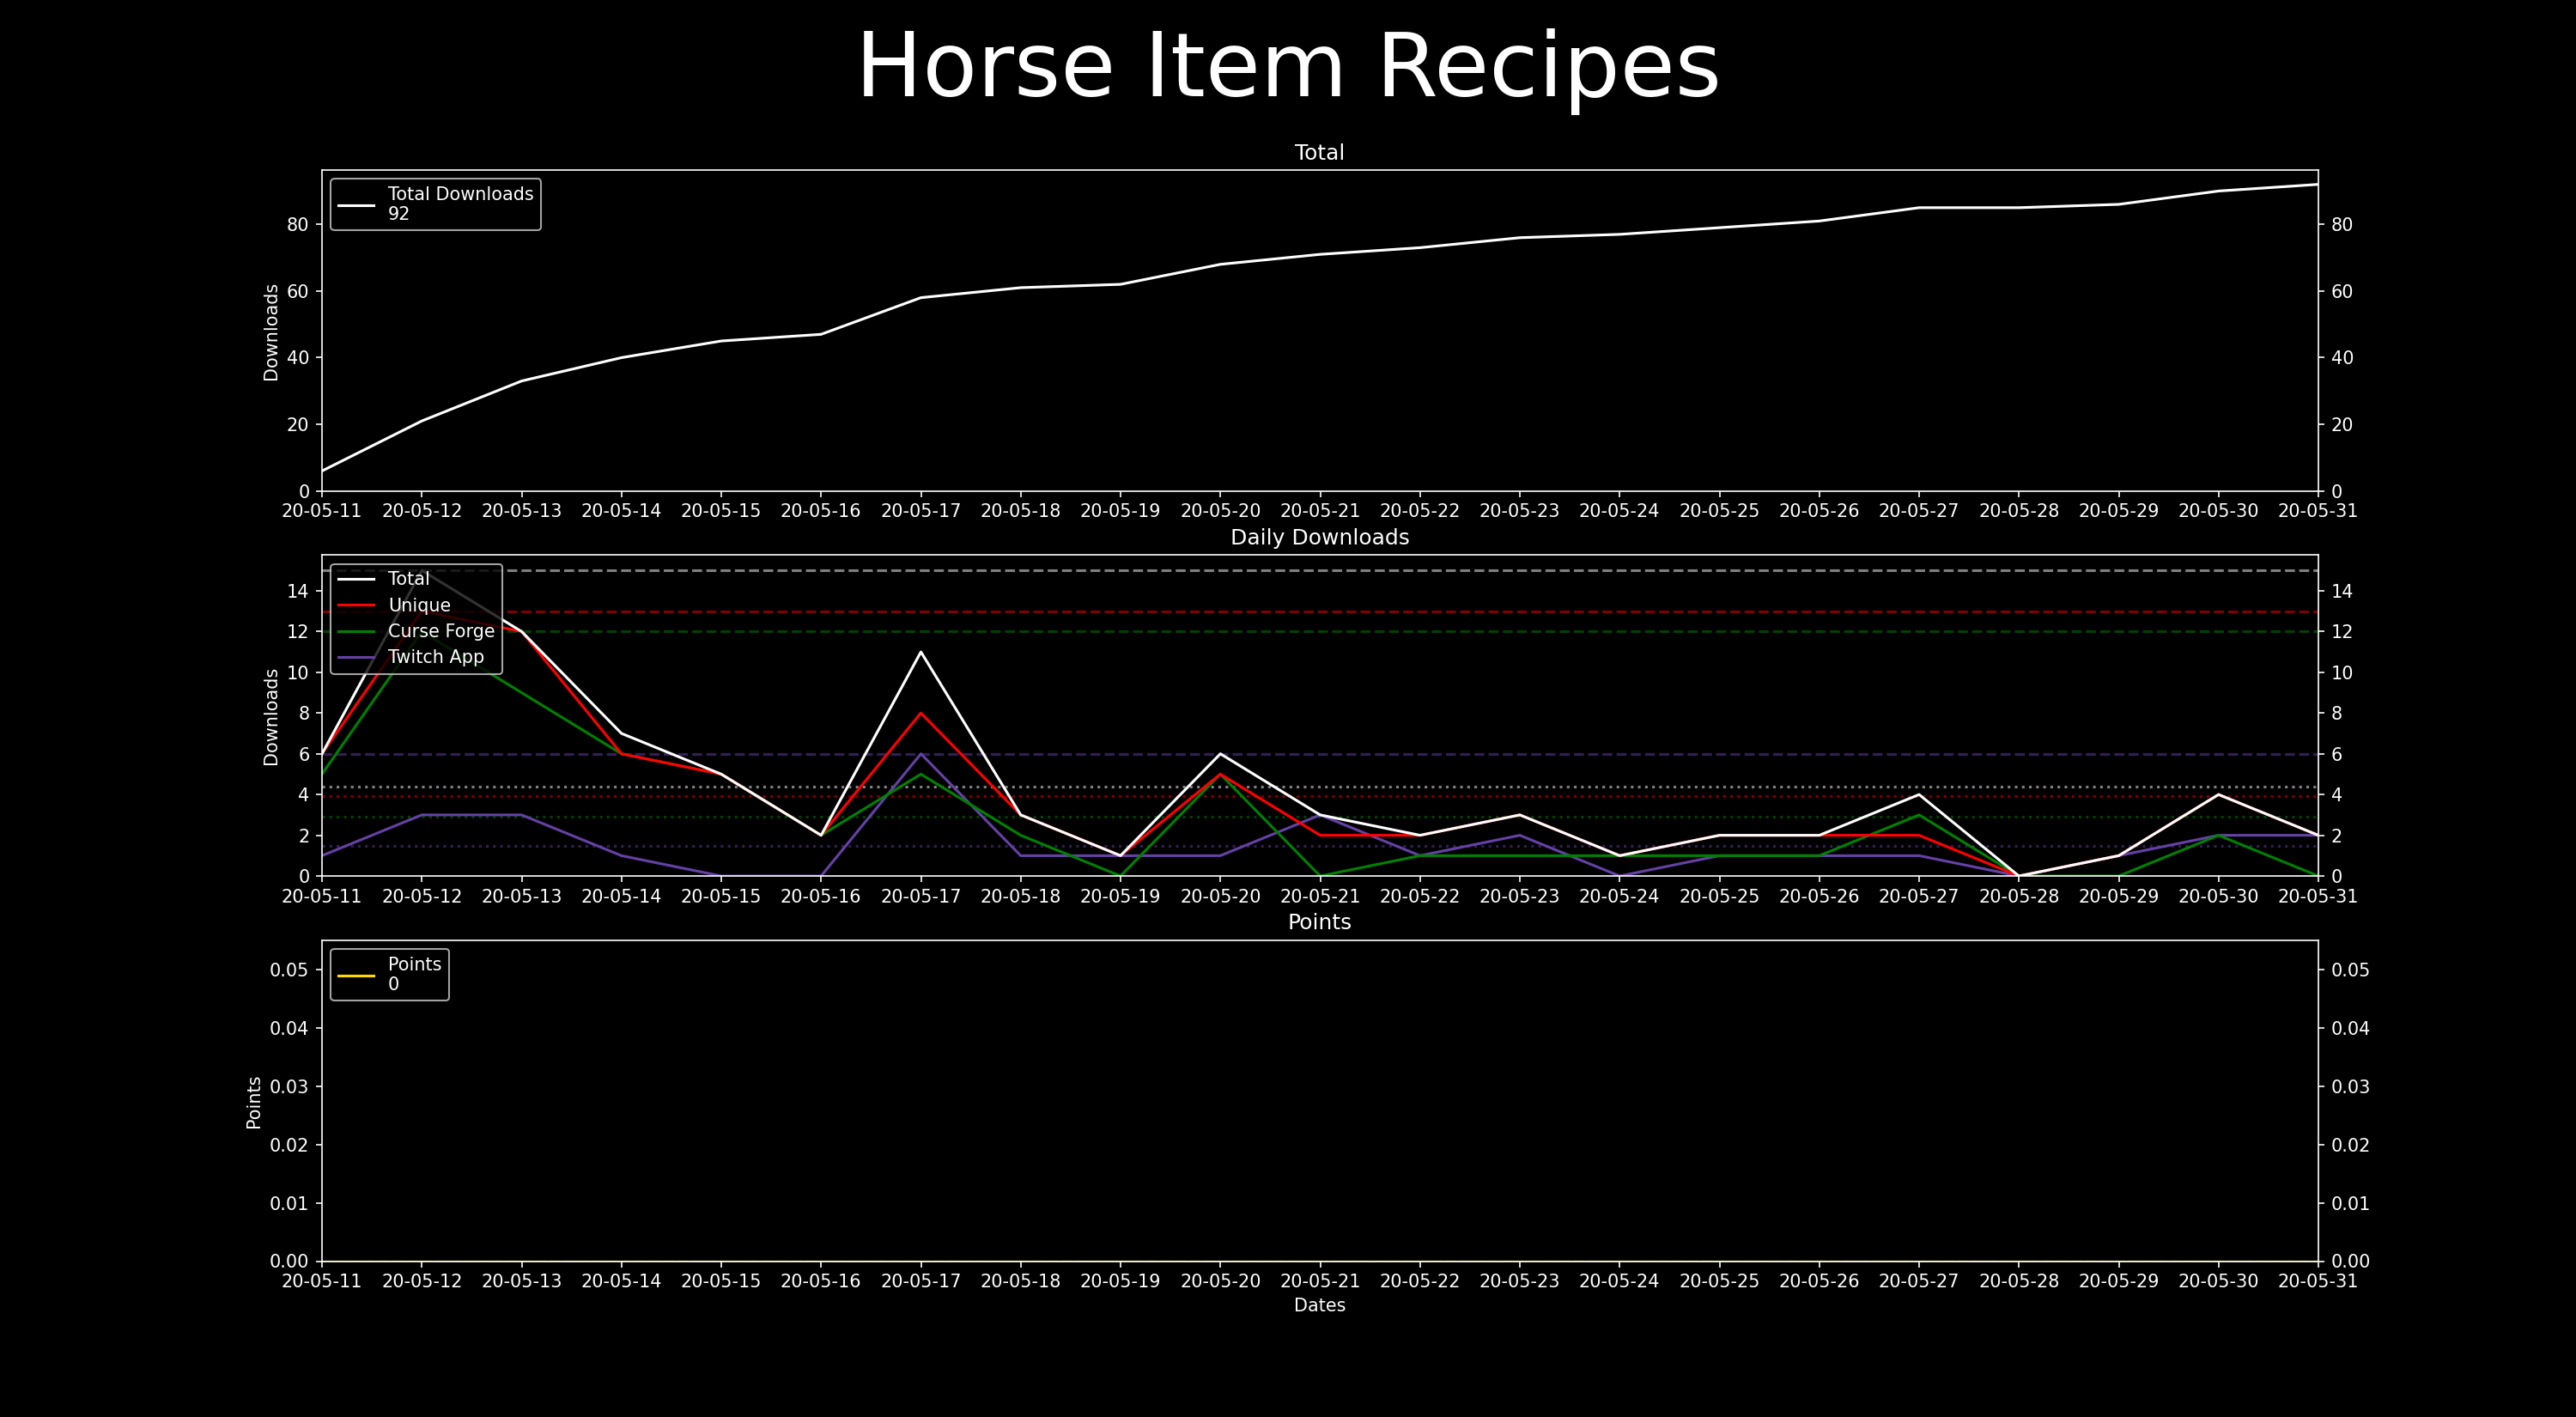 Horse Item Recipes
Total
Total Downloads
92
Downloads
80
60
40
20
0
80
60
40
20
0
20-05-11 20-05-12 20-05-13 20-05-14 20-05-15 20-05-16 20-05-17 20-05-18 20-05-19 20-05-20 20-05-21 20-05-22 20-05-23 20-05-24 20-05-25 20-05-26 20-05-27 20-05-28 20-05-29 20-05-30 20-05-31
Daily Downloads
Total
Unique
Curse Forge
Twitch App
Downloads
14
12
10
8
6
4
2
0
14
12
10
8
6
4
2
0
20-05-11 20-05-12 20-05-13 20-05-14 20-05-15 20-05-16 20-05-17 20-05-18 20-05-19 20-05-20 20-05-21 20-05-22 20-05-23 20-05-24 20-05-25 20-05-26 20-05-27 20-05-28 20-05-29 20-05-30 20-05-31
Points
Points
0
Points
0.05
0.04
0.03
0.02
0.01
0.00
0.05
0.04
0.03
0.02
0.01
0.00
20-05-11 20-05-12 20-05-13 20-05-14 20-05-15 20-05-16 20-05-17 20-05-18 20-05-19 20-05-20 20-05-21 20-05-22 20-05-23 20-05-24 20-05-25 20-05-26 20-05-27 20-05-28 20-05-29 20-05-30 20-05-31
Dates